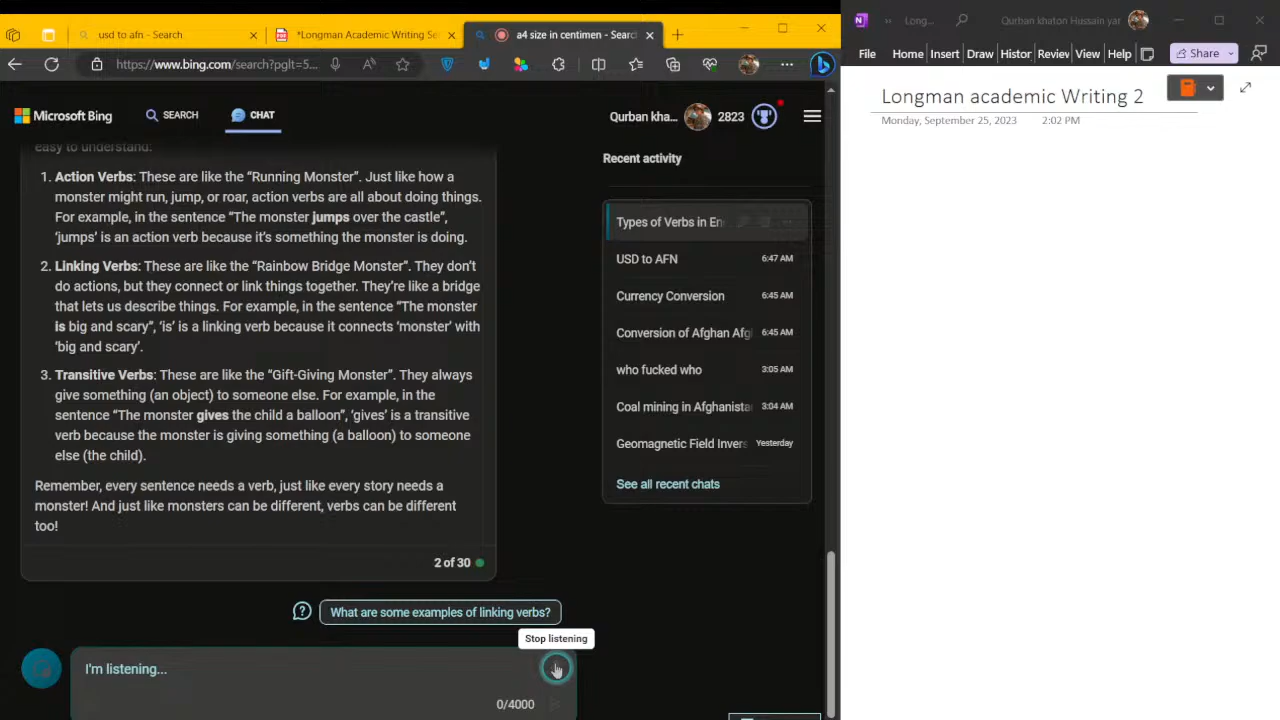 usd to afn - Search
*Longman Academic Writing Se
a4 size in centimen - Searc
Long...
Qurban khaton Hussain yar
https://www.bing.com/search?pglt=5...
File Home Insert Draw Histor Review View Help
Share
Microsoft Bing
SEARCH
CHAT
Qurban kha...
2823
easy to understand:
1. Action Verbs: These are like the “Running Monster”. Just like how a
monster might run, jump, or roar, action verbs are all about doing things.
For example, in the sentence “The monster jumps over the castle”,
‘jumps’ is an action verb because it’s something the monster is doing.
2. Linking Verbs: These are like the “Rainbow Bridge Monster”. They don’t
do actions, but they connect or link things together. They’re like a bridge
that lets us describe things. For example, in the sentence “The monster
is big and scary”, ‘is’ is a linking verb because it connects ‘monster’ with
‘big and scary’.
3. Transitive Verbs: These are like the “Gift-Giving Monster”. They always
give something (an object) to someone else. For example, in the
sentence “The monster gives the child a balloon”, ‘gives’ is a transitive
verb because the monster is giving something (a balloon) to someone
else (the child).
Remember, every sentence needs a verb, just like every story needs a
monster! And just like monsters can be different, verbs can be different
too!
2 of 30
What are some examples of linking verbs?
Stop listening
I'm listening...
0/4000
Recent activity
Types of Verbs in En
USD to AFN 6:47 AM
Currency Conversion 6:45 AM
Conversion of Afghan Afg 6:45 AM
who fucked who 3:05 AM
Coal mining in Afghanista 3:04 AM
Geomagnetic Field Invers Yesterday
See all recent chats
Longman academic Writing 2
Monday, September 25, 2023 2:02 PM